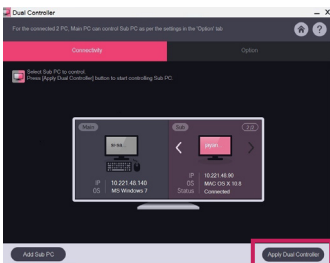 Dual Controller
For the connected 2 PC. Main PC can control Sub PC as per the settings in the 'Option' tab
Connectivity
Option
Select Sub PC to control.
Press [Apply Dual Controller] button to start controlling Sub PC.
Main
Sub
2/2
IP 10.221.48.140
OS MS Windows 7
IP 10.221.48.90
OS MAC OS X 10.8
Status Connected
Add Sub PC
Apply Dual Controller